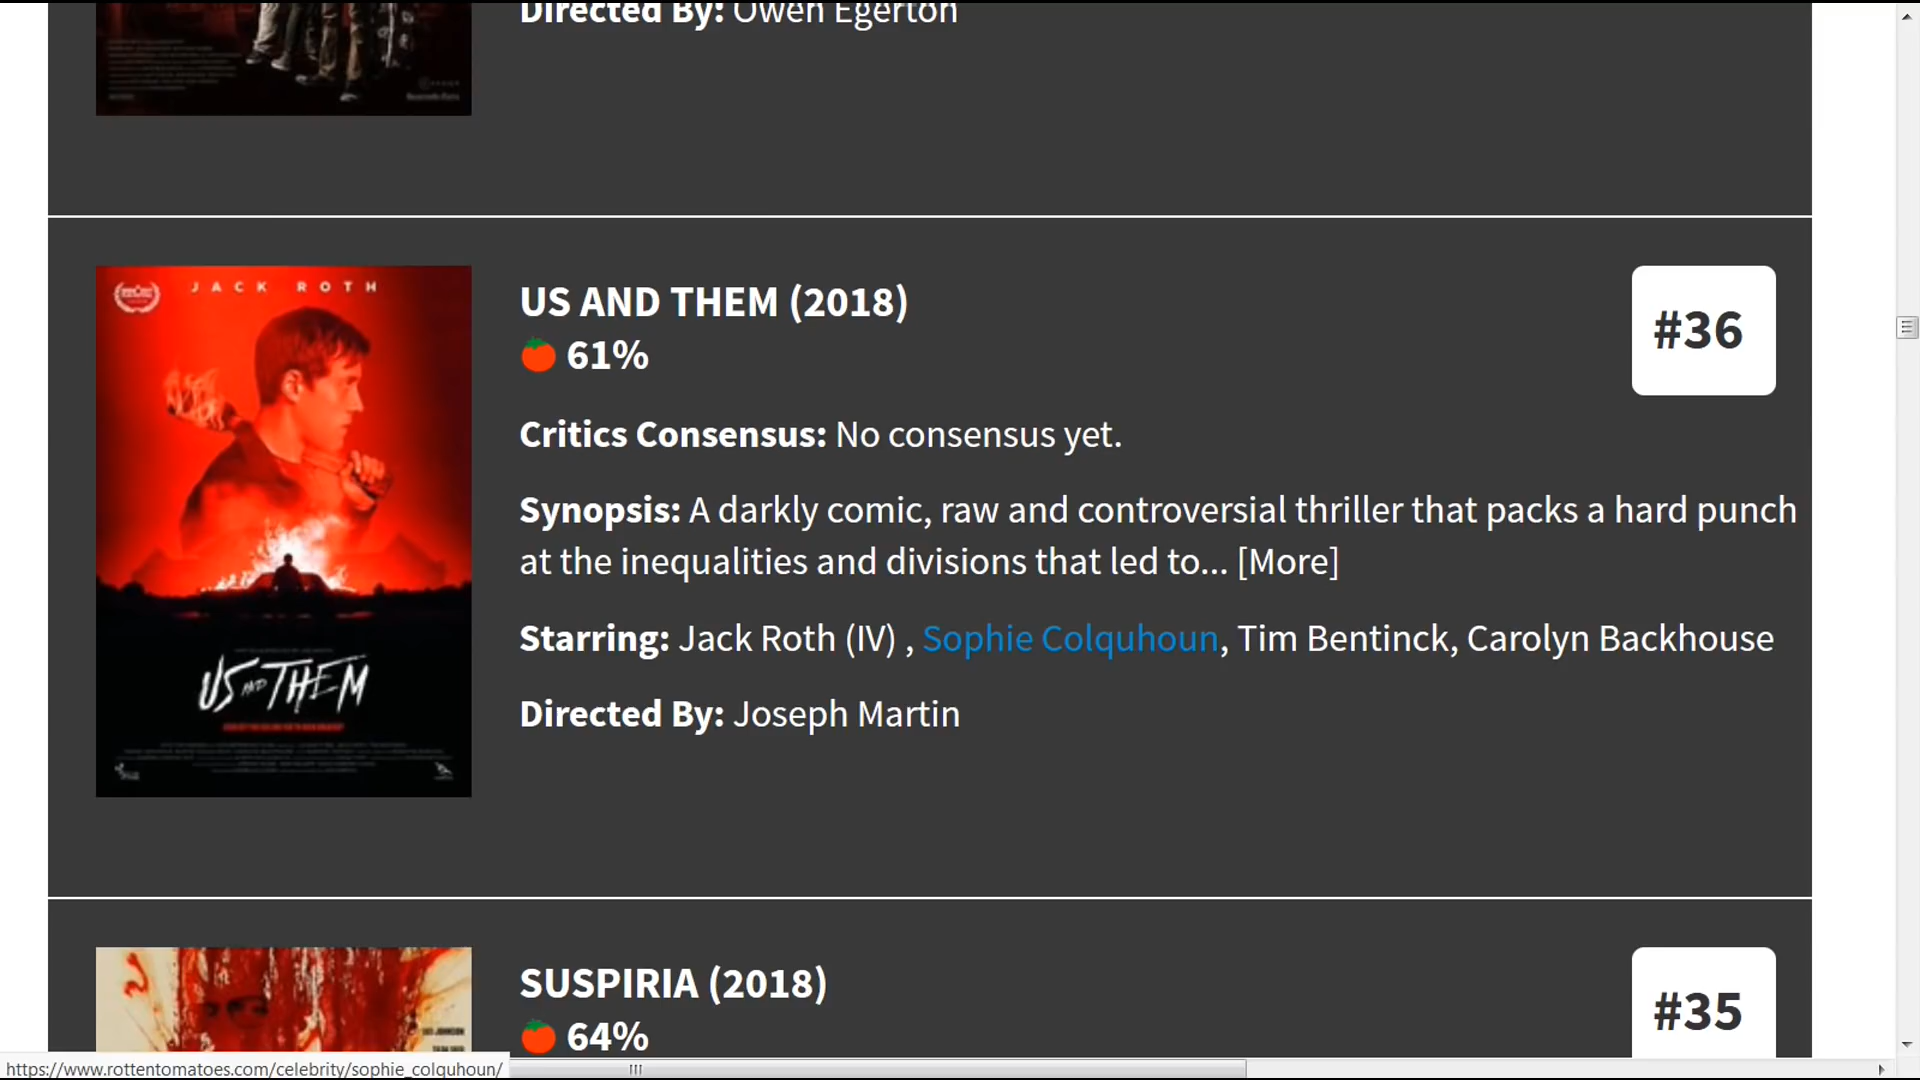 Directed By: Owen Egerton
JACK ROTH
US AND THEM (2018)
#36
61%
Critics Consensus: No consensus yet.
Synopsis: A darkly comic, raw and controversial thriller that packs a hard punch
at the inequalities and divisions that led to... [More]
Starring: Jack Roth (IV) , Sophie Colquhoun, Tim Bentinck, Carolyn Backhouse
US AND THEM
Directed By: Joseph Martin
SUSPIRIA (2018)
#35
64%
https://www.rottentomatoes.com/celebrity/sophie_colquhoun/